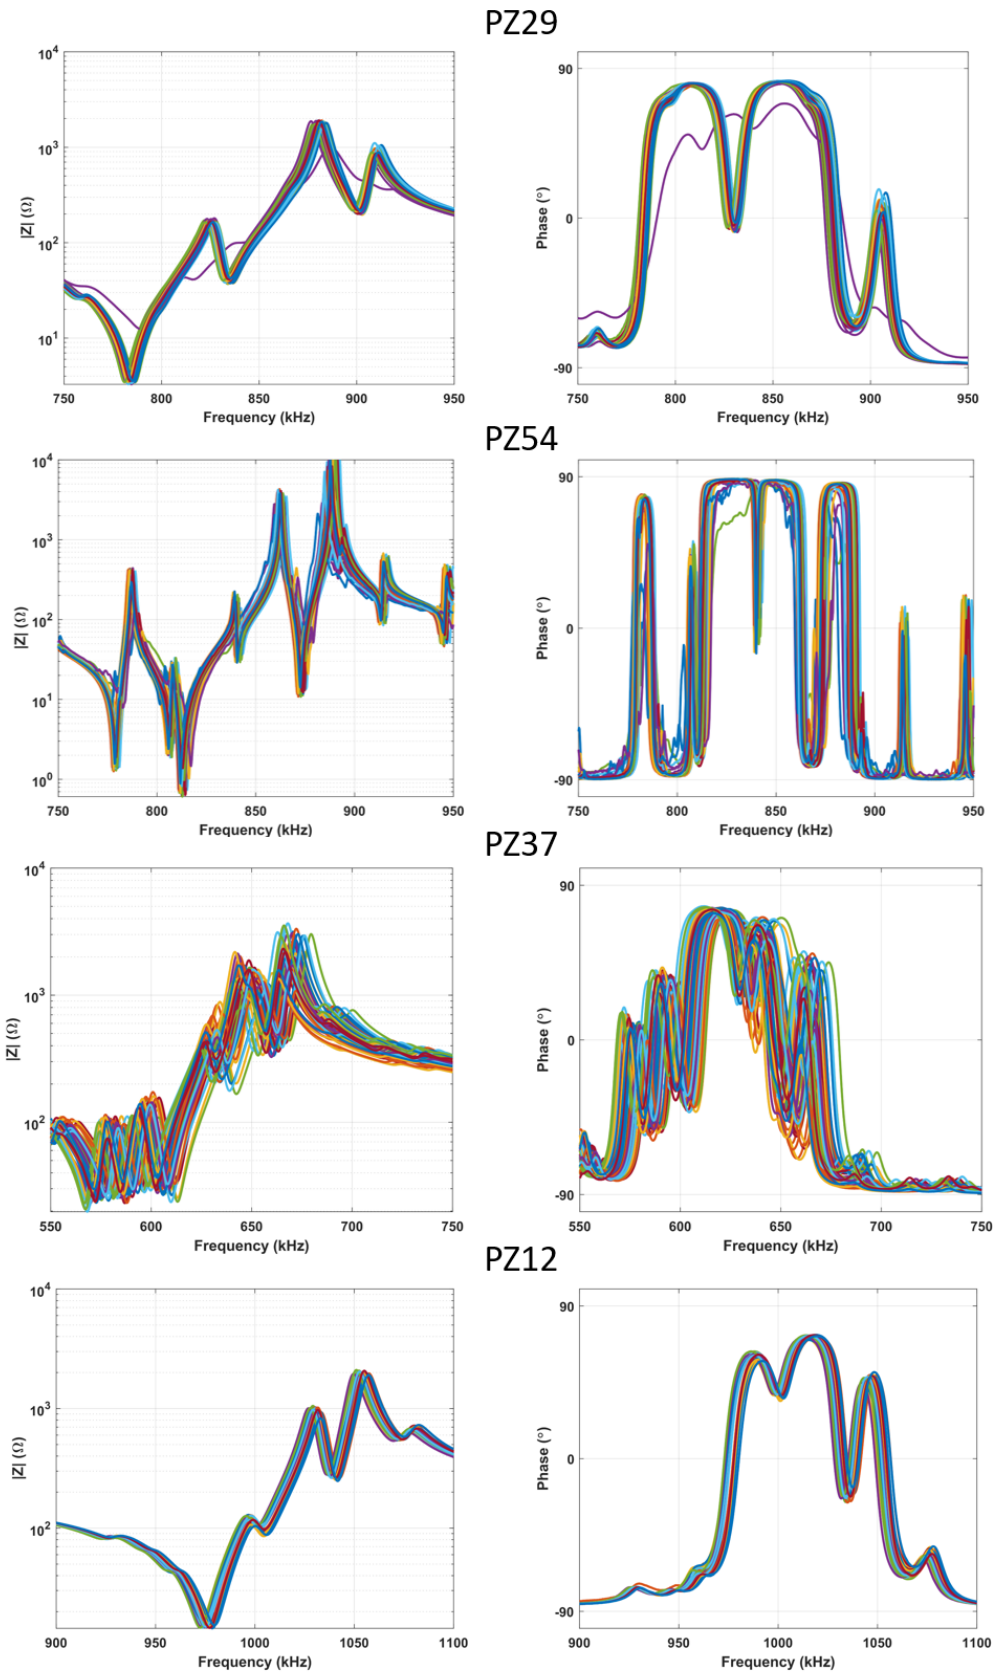 PZ29
10⁴
10³
10²
10¹
|Z| (Ω)
750 800 850 900 950
Frequency (kHz)
90
0
-90
Phase (°)
750 800 850 900 950
Frequency (kHz)
PZ54
10⁴
10³
10²
10¹
10⁰
|Z| (Ω)
750 800 850 900 950
Frequency (kHz)
90
0
-90
Phase (°)
750 800 850 900 950
Frequency (kHz)
PZ37
10⁴
10³
10²
|Z| (Ω)
550 600 650 700 750
Frequency (kHz)
90
0
-90
Phase (°)
550 600 650 700 750
Frequency (kHz)
PZ12
10⁴
10³
10²
|Z| (Ω)
900 950 1000 1050 1100
Frequency (kHz)
90
0
-90
Phase (°)
900 950 1000 1050 1100
Frequency (kHz)